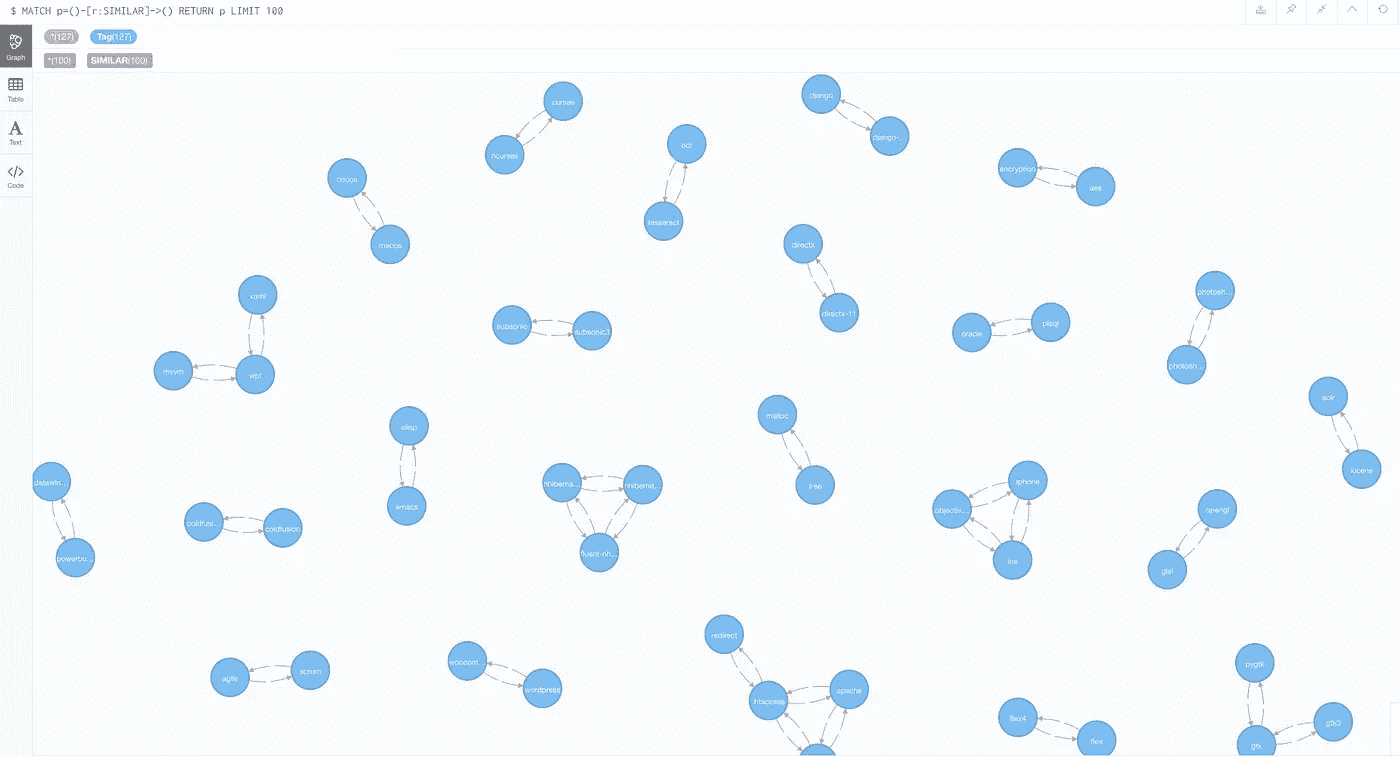 $ MATCH p=()-[r:SIMILAR]->() RETURN p LIMIT 100
*(127) Tag(127)
*(100) SIMILAR(100)
Graph
Table
Text
Code
curses
ncurses
django
django-...
ocr
tesseract
encryption
aes
cocoa
macos
directx
directx-11
xaml
mvvm
wpf
subsonic
subsonic3
oracle
plsql
photosh...
photosh...
solr
lucene
elisp
emacs
malloc
free
datawin...
powerbu...
coldfusi...
coldfusion
nhiberna...
nhibernat...
fluent-nh...
iphone
objectiv...
ios
opengl
glsl
agile
scrum
woocom...
wordpress
redirect
.htaccess
apache
flex4
flex
pygtk
gtk3
gtk